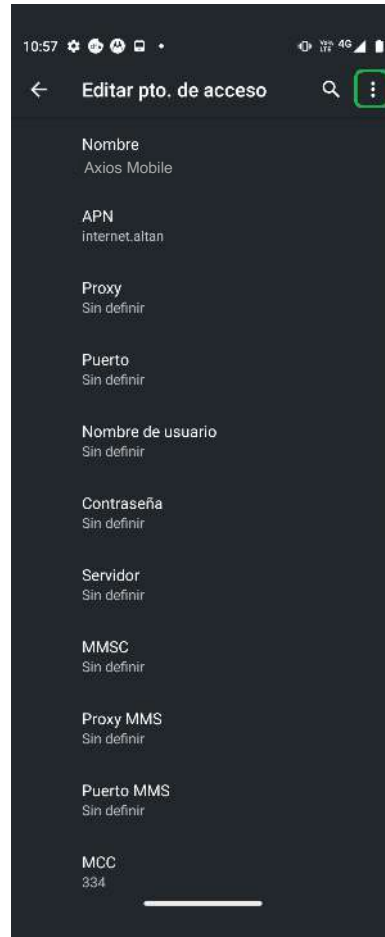 10:57
VoLTE 4G
Editar pto. de acceso
Nombre
Axios Mobile
APN
internet.altan
Proxy
Sin definir
Puerto
Sin definir
Nombre de usuario
Sin definir
Contraseña
Sin definir
Servidor
Sin definir
MMSC
Sin definir
Proxy MMS
Sin definir
Puerto MMS
Sin definir
MCC
334